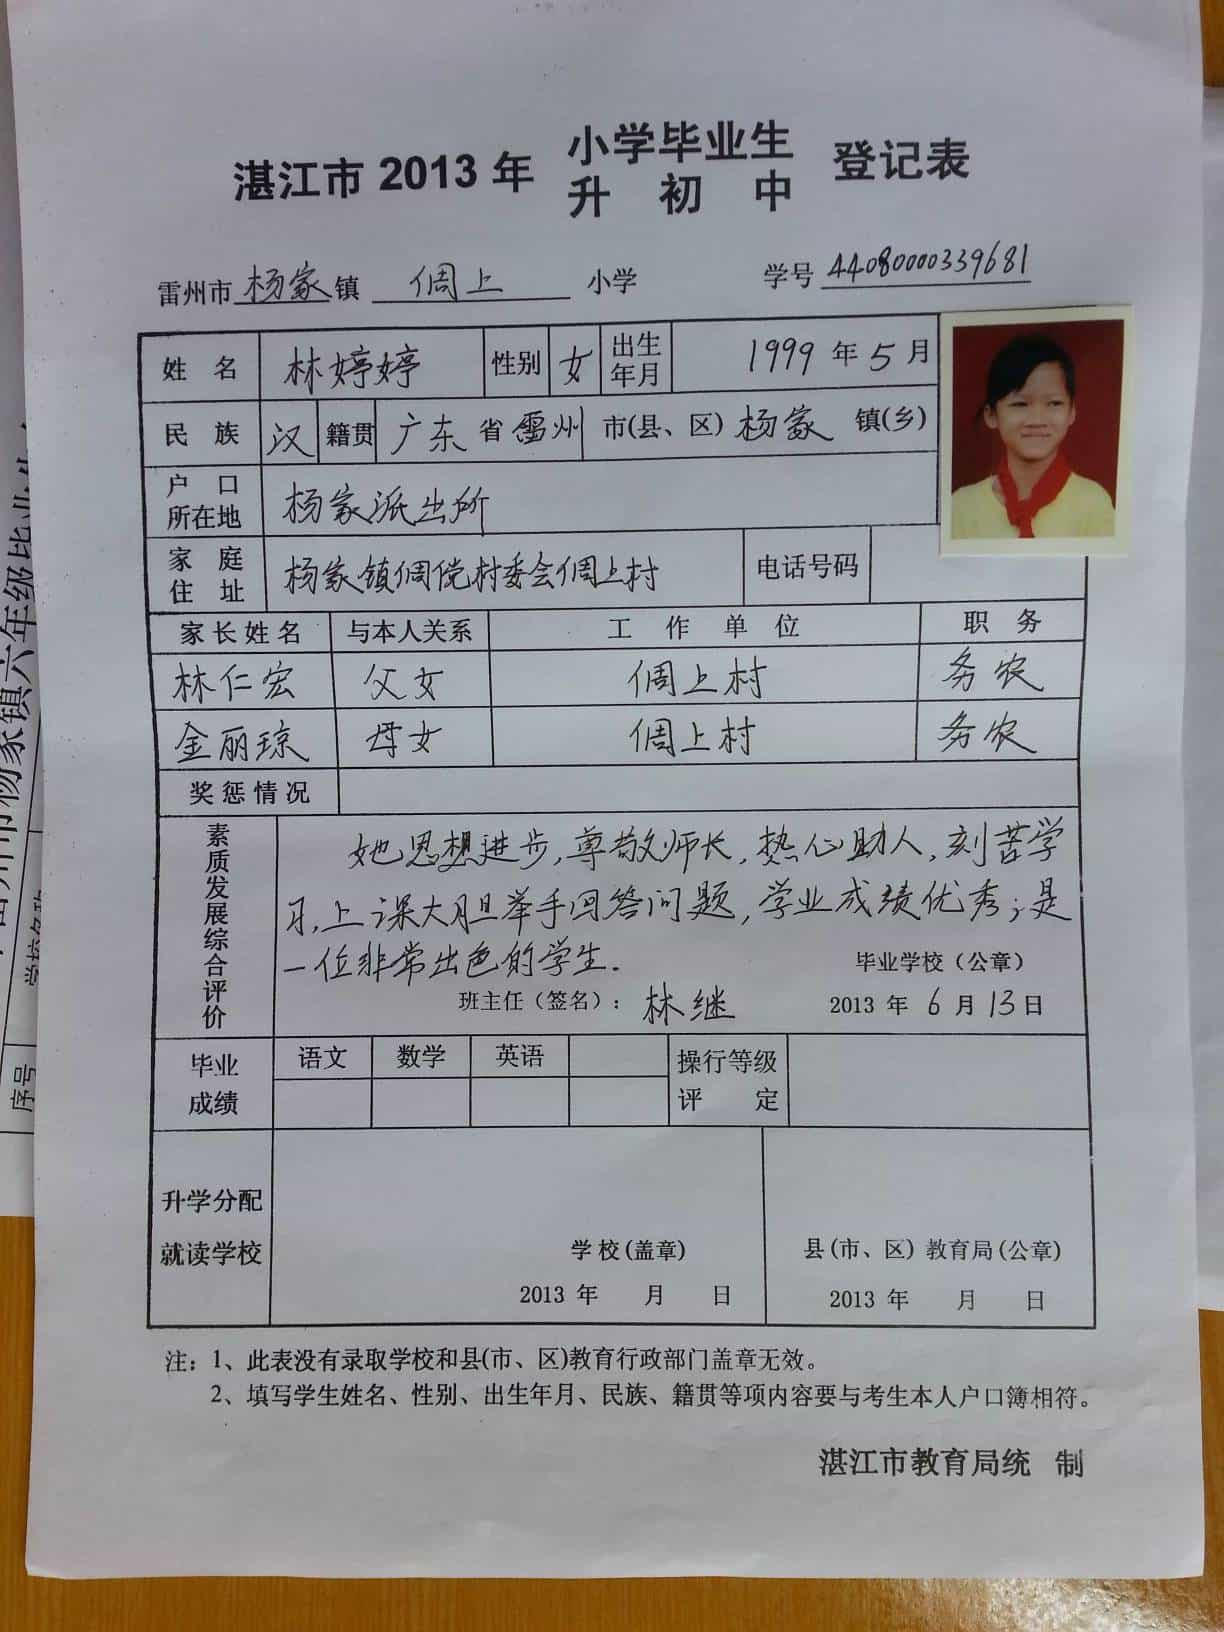 湛江市 2013 年 小学毕业生 登记表
升 初 中
雷州市 杨家 镇 倜上 小学 学号 44080000339681
姓 名 林婷婷 性别 女 出生年月 1999 年 5 月
民 族 汉 籍贯 广东 省 雷州 市(县、区) 杨家 镇(乡)
户 口 所在地 杨家派出所
家 庭 住 址 杨家镇倜傥村委会倜上村 电话号码
家长姓名 与本人关系 工 作 单 位 职 务
林仁宏 父女 倜上村 务农
金丽琼 母女 倜上村 务农
奖惩情况
素质发展综合评价
她思想进步,尊敬师长,热心助人,刻苦学
习,上课大胆举手回答问题,学业成绩优秀;是
一位非常出色的学生.
毕业学校(公章)
班主任(签名): 林继 2013 年 6 月 13 日
毕业成绩 语文 数学 英语 操行等级评 定
升学分配
就读学校
学校(盖章) 县(市、区) 教育局(公章)
2013 年 月 日 2013 年 月 日
注: 1、此表没有录取学校和县(市、区)教育行政部门盖章无效。
2、填写学生姓名、性别、出生年月、民族、籍贯等项内容要与考生本人户口簿相符。
湛江市教育局统 制
序号
杨家镇六年级毕业